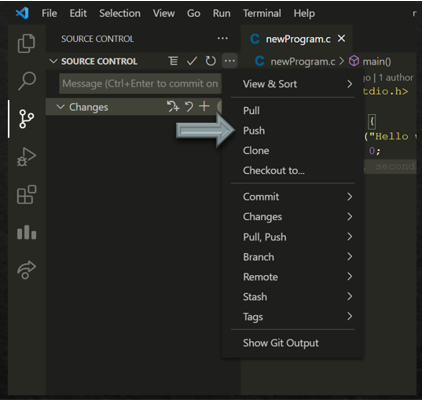 File Edit Selection View Go Run Terminal Help
SOURCE CONTROL
newProgram.c
SOURCE CONTROL
newProgram.c > main()
Message (Ctrl+Enter to commit on
go | 1 author
View & Sort
tdio.h>
Changes
Pull
{
Push
("Hello w
Clone
0;
Checkout to...
second
Commit
Changes
Pull, Push
Branch
Remote
Stash
Tags
Show Git Output